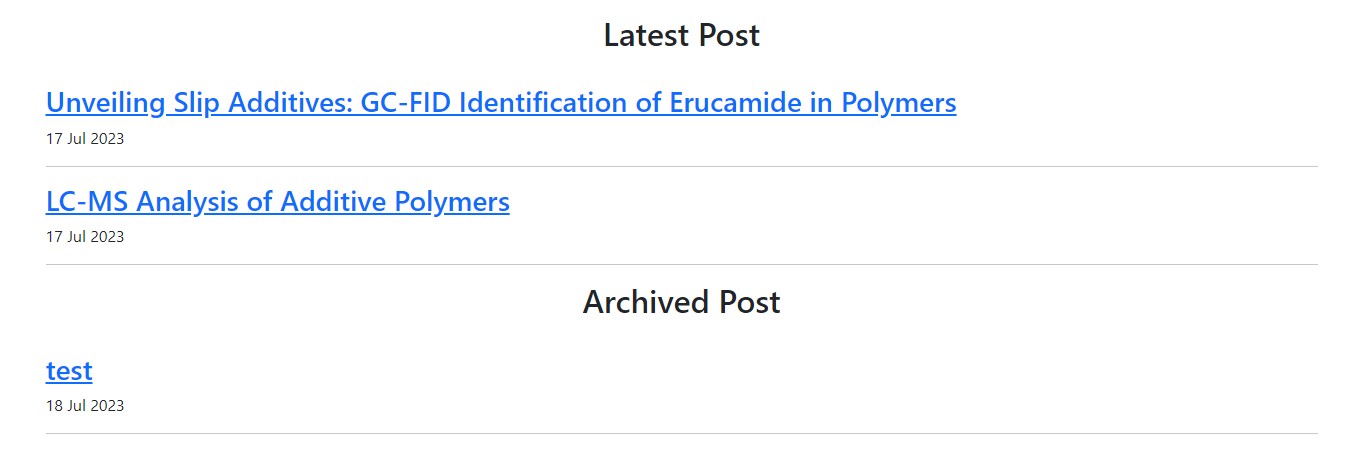 Latest Post
Unveiling Slip Additives: GC-FID Identification of Erucamide in Polymers
17 Jul 2023
LC-MS Analysis of Additive Polymers
17 Jul 2023
Archived Post
test
18 Jul 2023